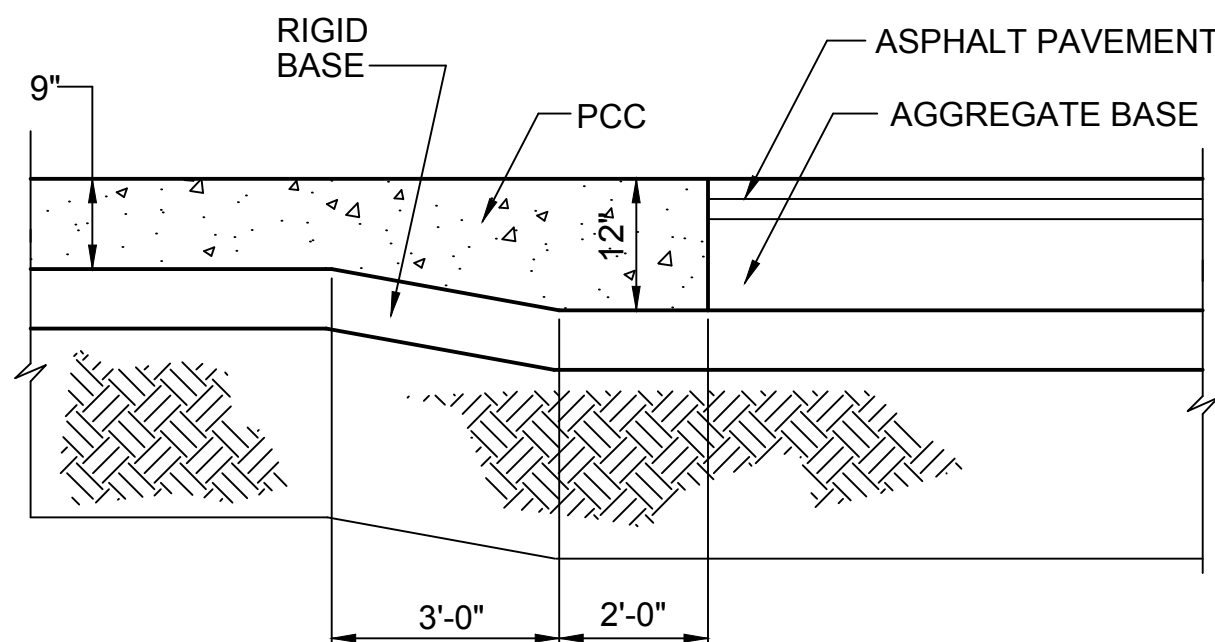 RIGID
BASE
ASPHALT PAVEMENT
9"
PCC
AGGREGATE BASE
12"
3'-0"
2'-0"